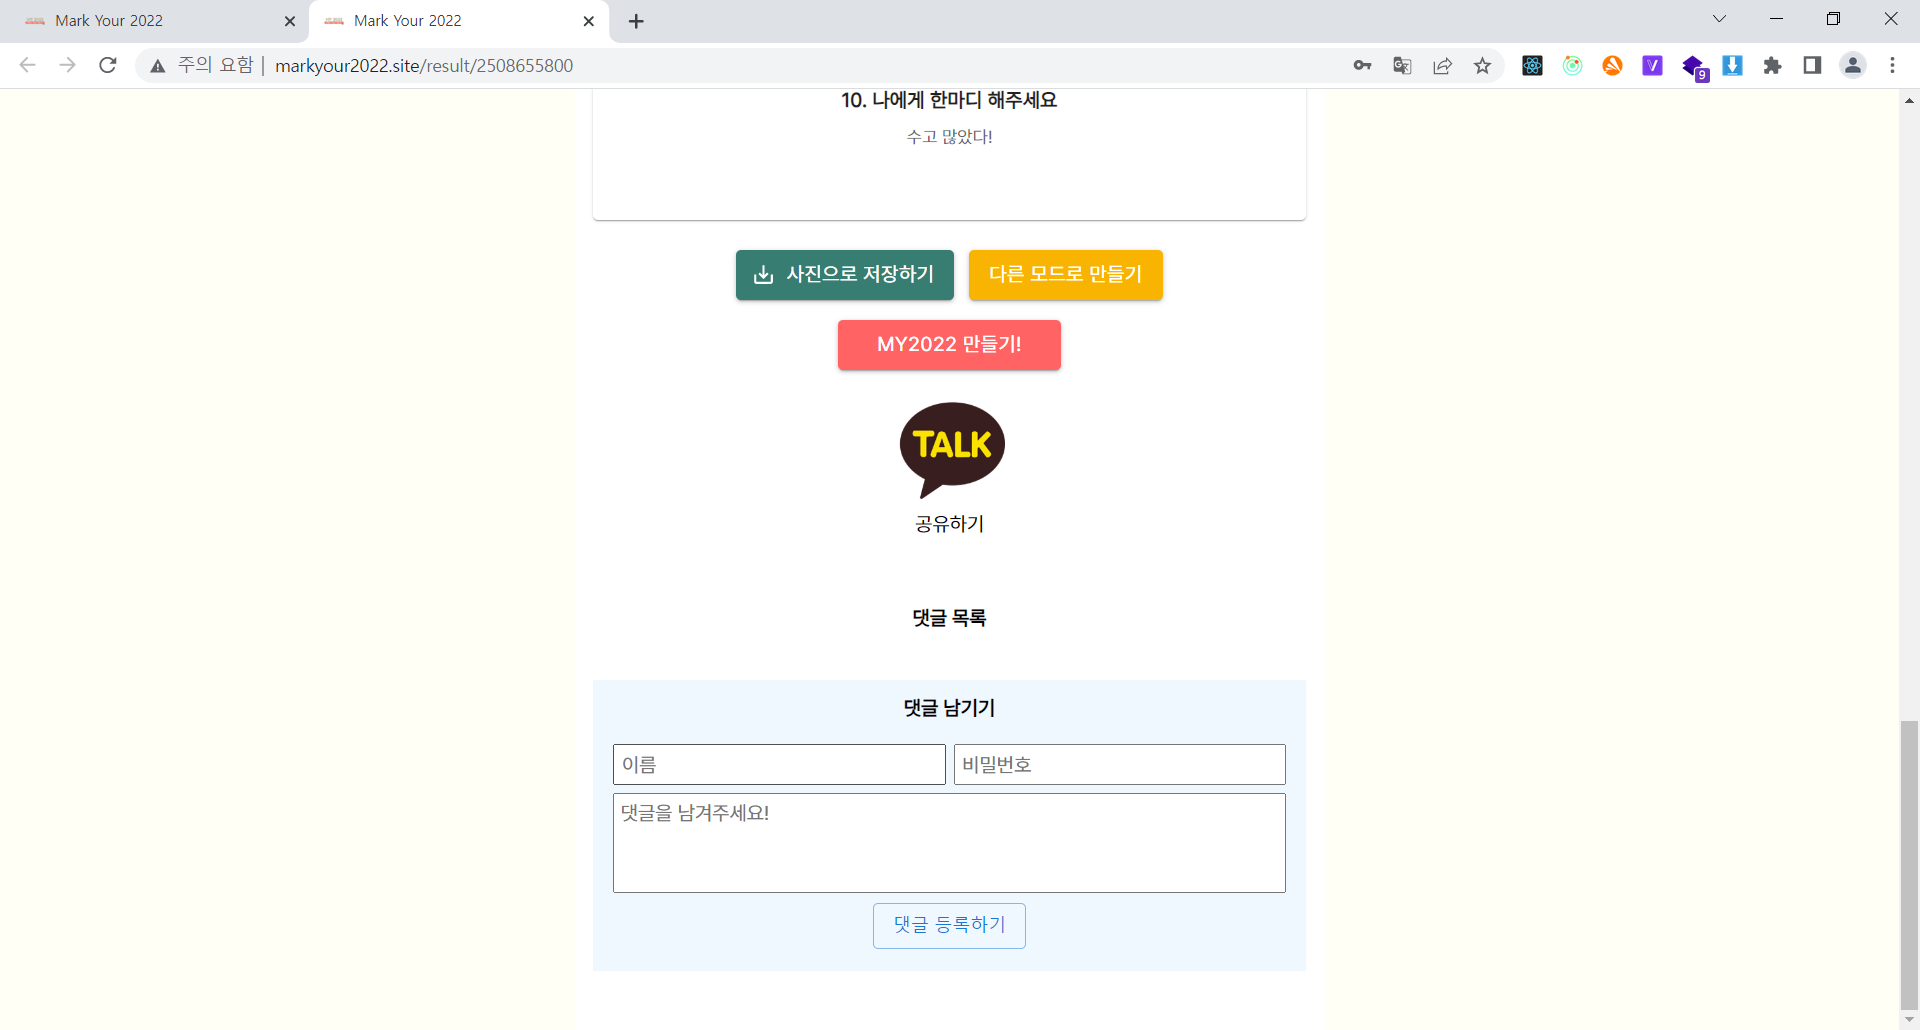 Mark Your 2022
Mark Your 2022
주의 요함 | markyour2022.site/result/2508655800
9
10. 나에게 한마디 해주세요
수고 많았다!
사진으로 저장하기
다른 모드로 만들기
MY2022 만들기!
TALK
공유하기
댓글 목록
댓글 남기기
이름
비밀번호
댓글을 남겨주세요!
댓글 등록하기